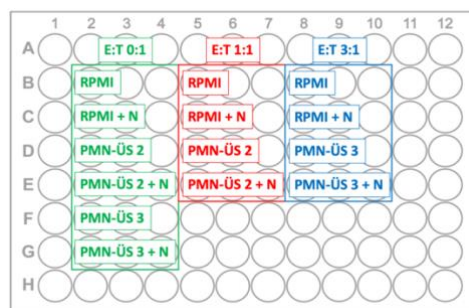 1 2 3 4 5 6 7 8 9 10 11 12
A E:T 0:1 E:T 1:1 E:T 3:1
B RPMI RPMI RPMI
C RPMI + N RPMI + N RPMI + N
D PMN-ÜS 2 PMN-ÜS 2 PMN-ÜS 3
E PMN-ÜS 2 + N PMN-ÜS 2 + N PMN-ÜS 3 + N
F PMN-ÜS 3
G PMN-ÜS 3 + N
H